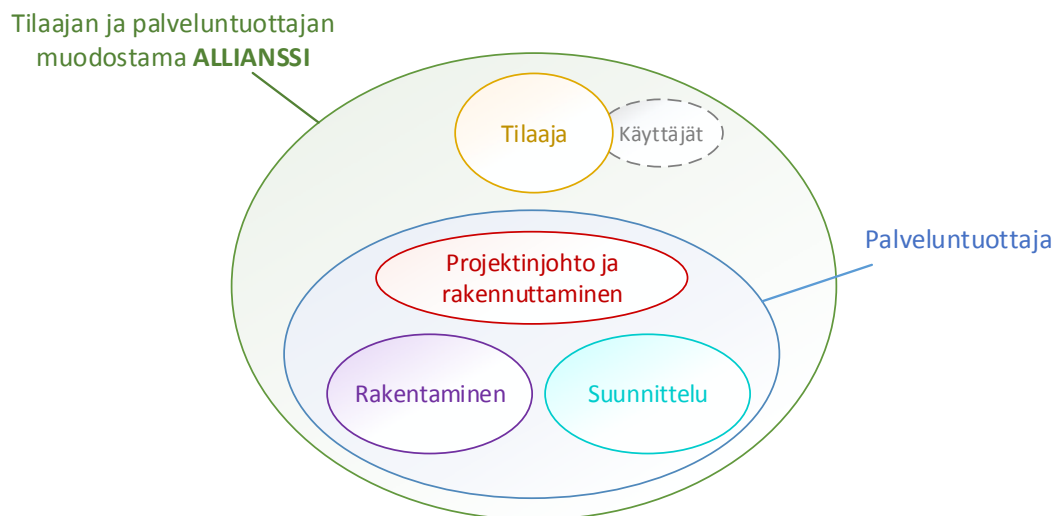 Tilaajan ja palveluntuottajan
muodostama ALLIANSSI
Tilaaja
Käyttäjät
Palveluntuottaja
Projektinjohto ja
rakennuttaminen
Rakentaminen
Suunnittelu